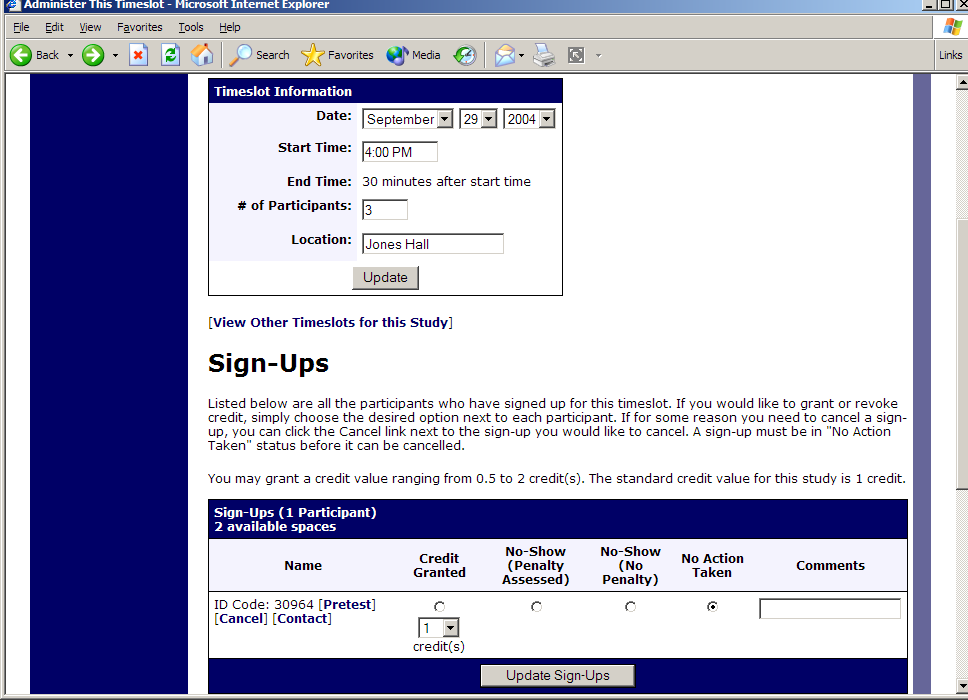 Administer This Timeslot - Microsoft Internet Explorer
File Edit View Favorites Tools Help
Back Search Favorites Media Links
Timeslot Information
Date: September 29 2004
Start Time: 4:00 PM
End Time: 30 minutes after start time
# of Participants: 3
Location: Jones Hall
Update
[View Other Timeslots for this Study]
Sign-Ups
Listed below are all the participants who have signed up for this timeslot. If you would like to grant or revoke
credit, simply choose the desired option next to each participant. If for some reason you need to cancel a sign-
up, you can click the Cancel link next to the sign-up you would like to cancel. A sign-up must be in "No Action
Taken" status before it can be cancelled.
You may grant a credit value ranging from 0.5 to 2 credit(s). The standard credit value for this study is 1 credit.
Sign-Ups (1 Participant)
2 available spaces
Name
Credit
Granted
No-Show
(Penalty
Assessed)
No-Show
(No
Penalty)
No Action
Taken
Comments
ID Code: 30964 [Pretest]
[Cancel] [Contact]
1
credit(s)
Update Sign-Ups